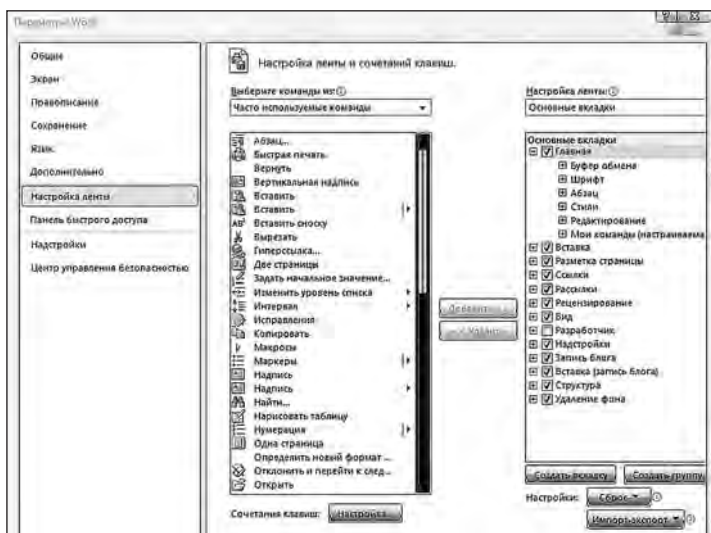 Параметры Word
Общие
Экран
Правописание
Сохранение
Язык
Дополнительно
Настройка ленты
Панель быстрого доступа
Надстройки
Центр управления безопасностью
Настройка ленты и сочетаний клавиш.
Выберите команды из:
Часто используемые команды
Абзац...
Быстрая печать
Вернуть
Вертикальная надпись
Вставить
Вставить
Вставить сноску
Вырезать
Гиперссылка...
Две страницы
Задать начальное значение...
Изменить уровень списка
Интервал
Исправления
Копировать
Макросы
Маркеры
Надпись
Надпись
Найти...
Нарисовать таблицу
Нумерация
Одна страница
Определить новый формат ...
Отклонить и перейти к след...
Открыть
Сочетания клавиш: Настройка...
Добавить >>
<< Удалить
Настройка ленты:
Основные вкладки
Основные вкладки
Главная
Буфер обмена
Шрифт
Абзац
Стили
Редактирование
Мои команды (настраиваема
Вставка
Разметка страницы
Ссылки
Рассылки
Рецензирование
Вид
Разработчик
Надстройки
Запись блога
Вставка (запись блога)
Структура
Удаление фона
Создать вкладку Создать группу
Настройки: Сброс
Импорт-экспорт